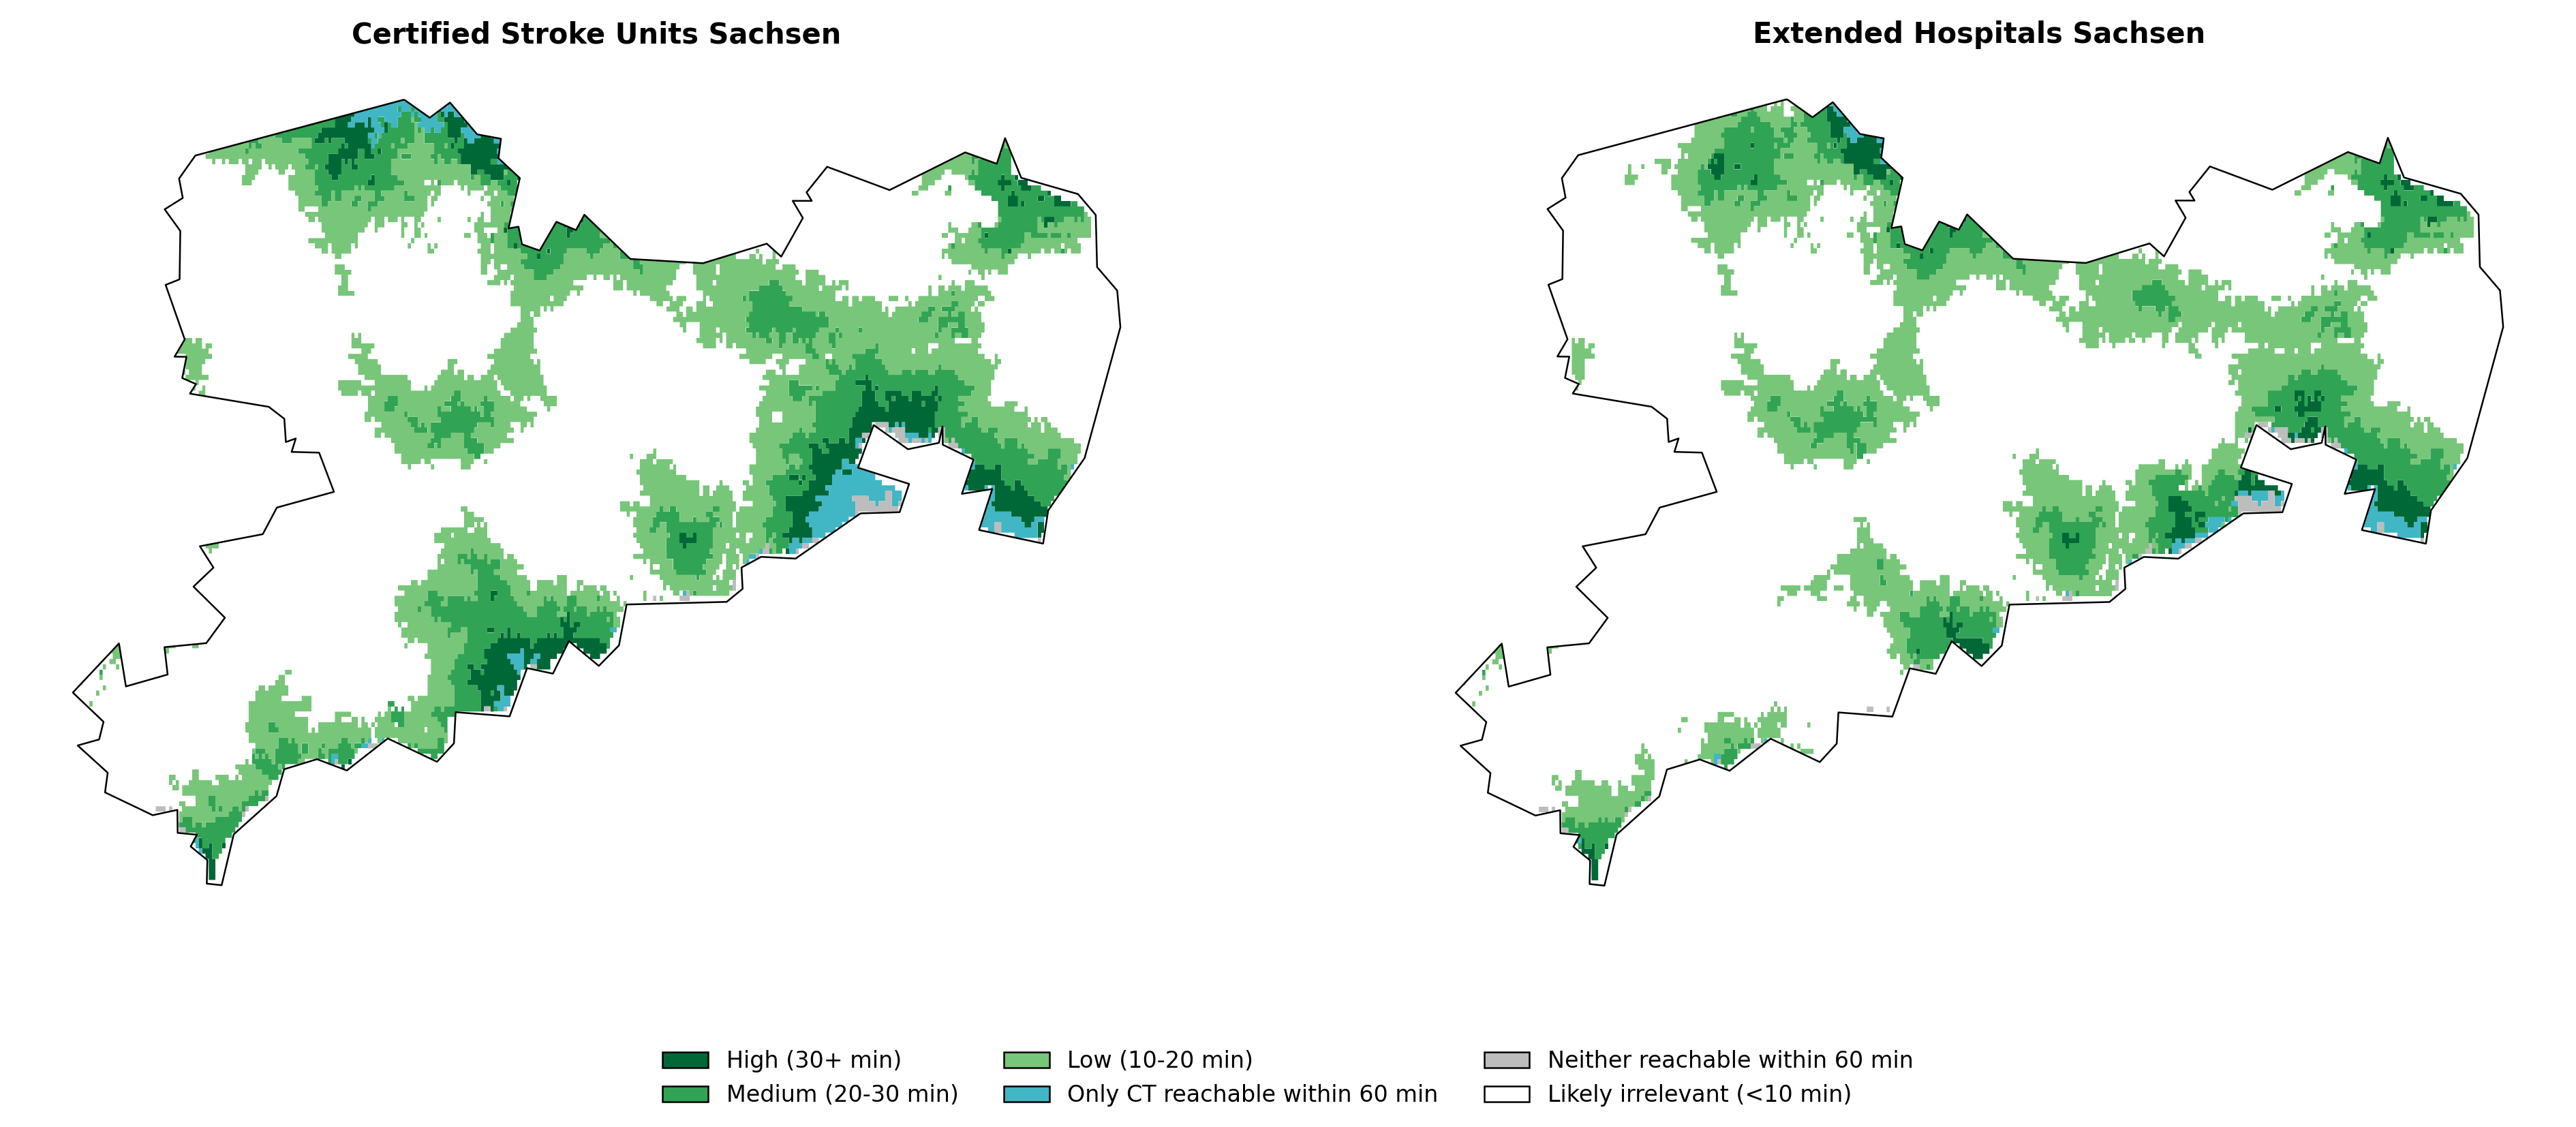 Certified Stroke Units Sachsen
Extended Hospitals Sachsen
High (30+ min)
Medium (20-30 min)
Low (10-20 min)
Only CT reachable within 60 min
Neither reachable within 60 min
Likely irrelevant (<10 min)